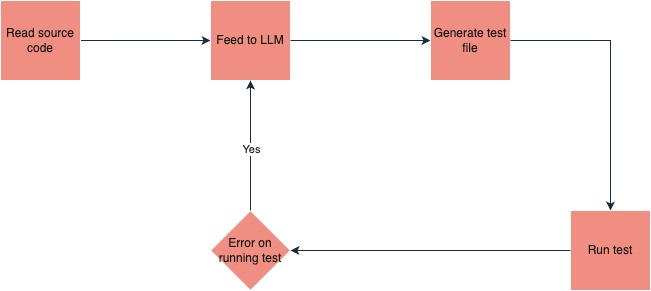 Read source
code
Feed to LLM
Generate test
file
Yes
Error on
running test
Run test